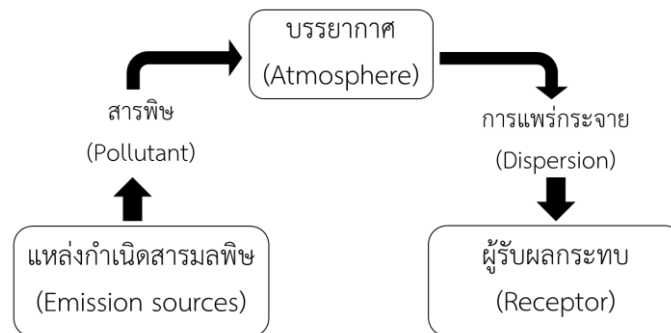 บรรยากาศ
(Atmosphere)
สารพิษ
(Pollutant)
การแพร่กระจาย
(Dispersion)
แหล่งกำเนิดสารมลพิษ
(Emission sources)
ผู้รับผลกระทบ
(Receptor)